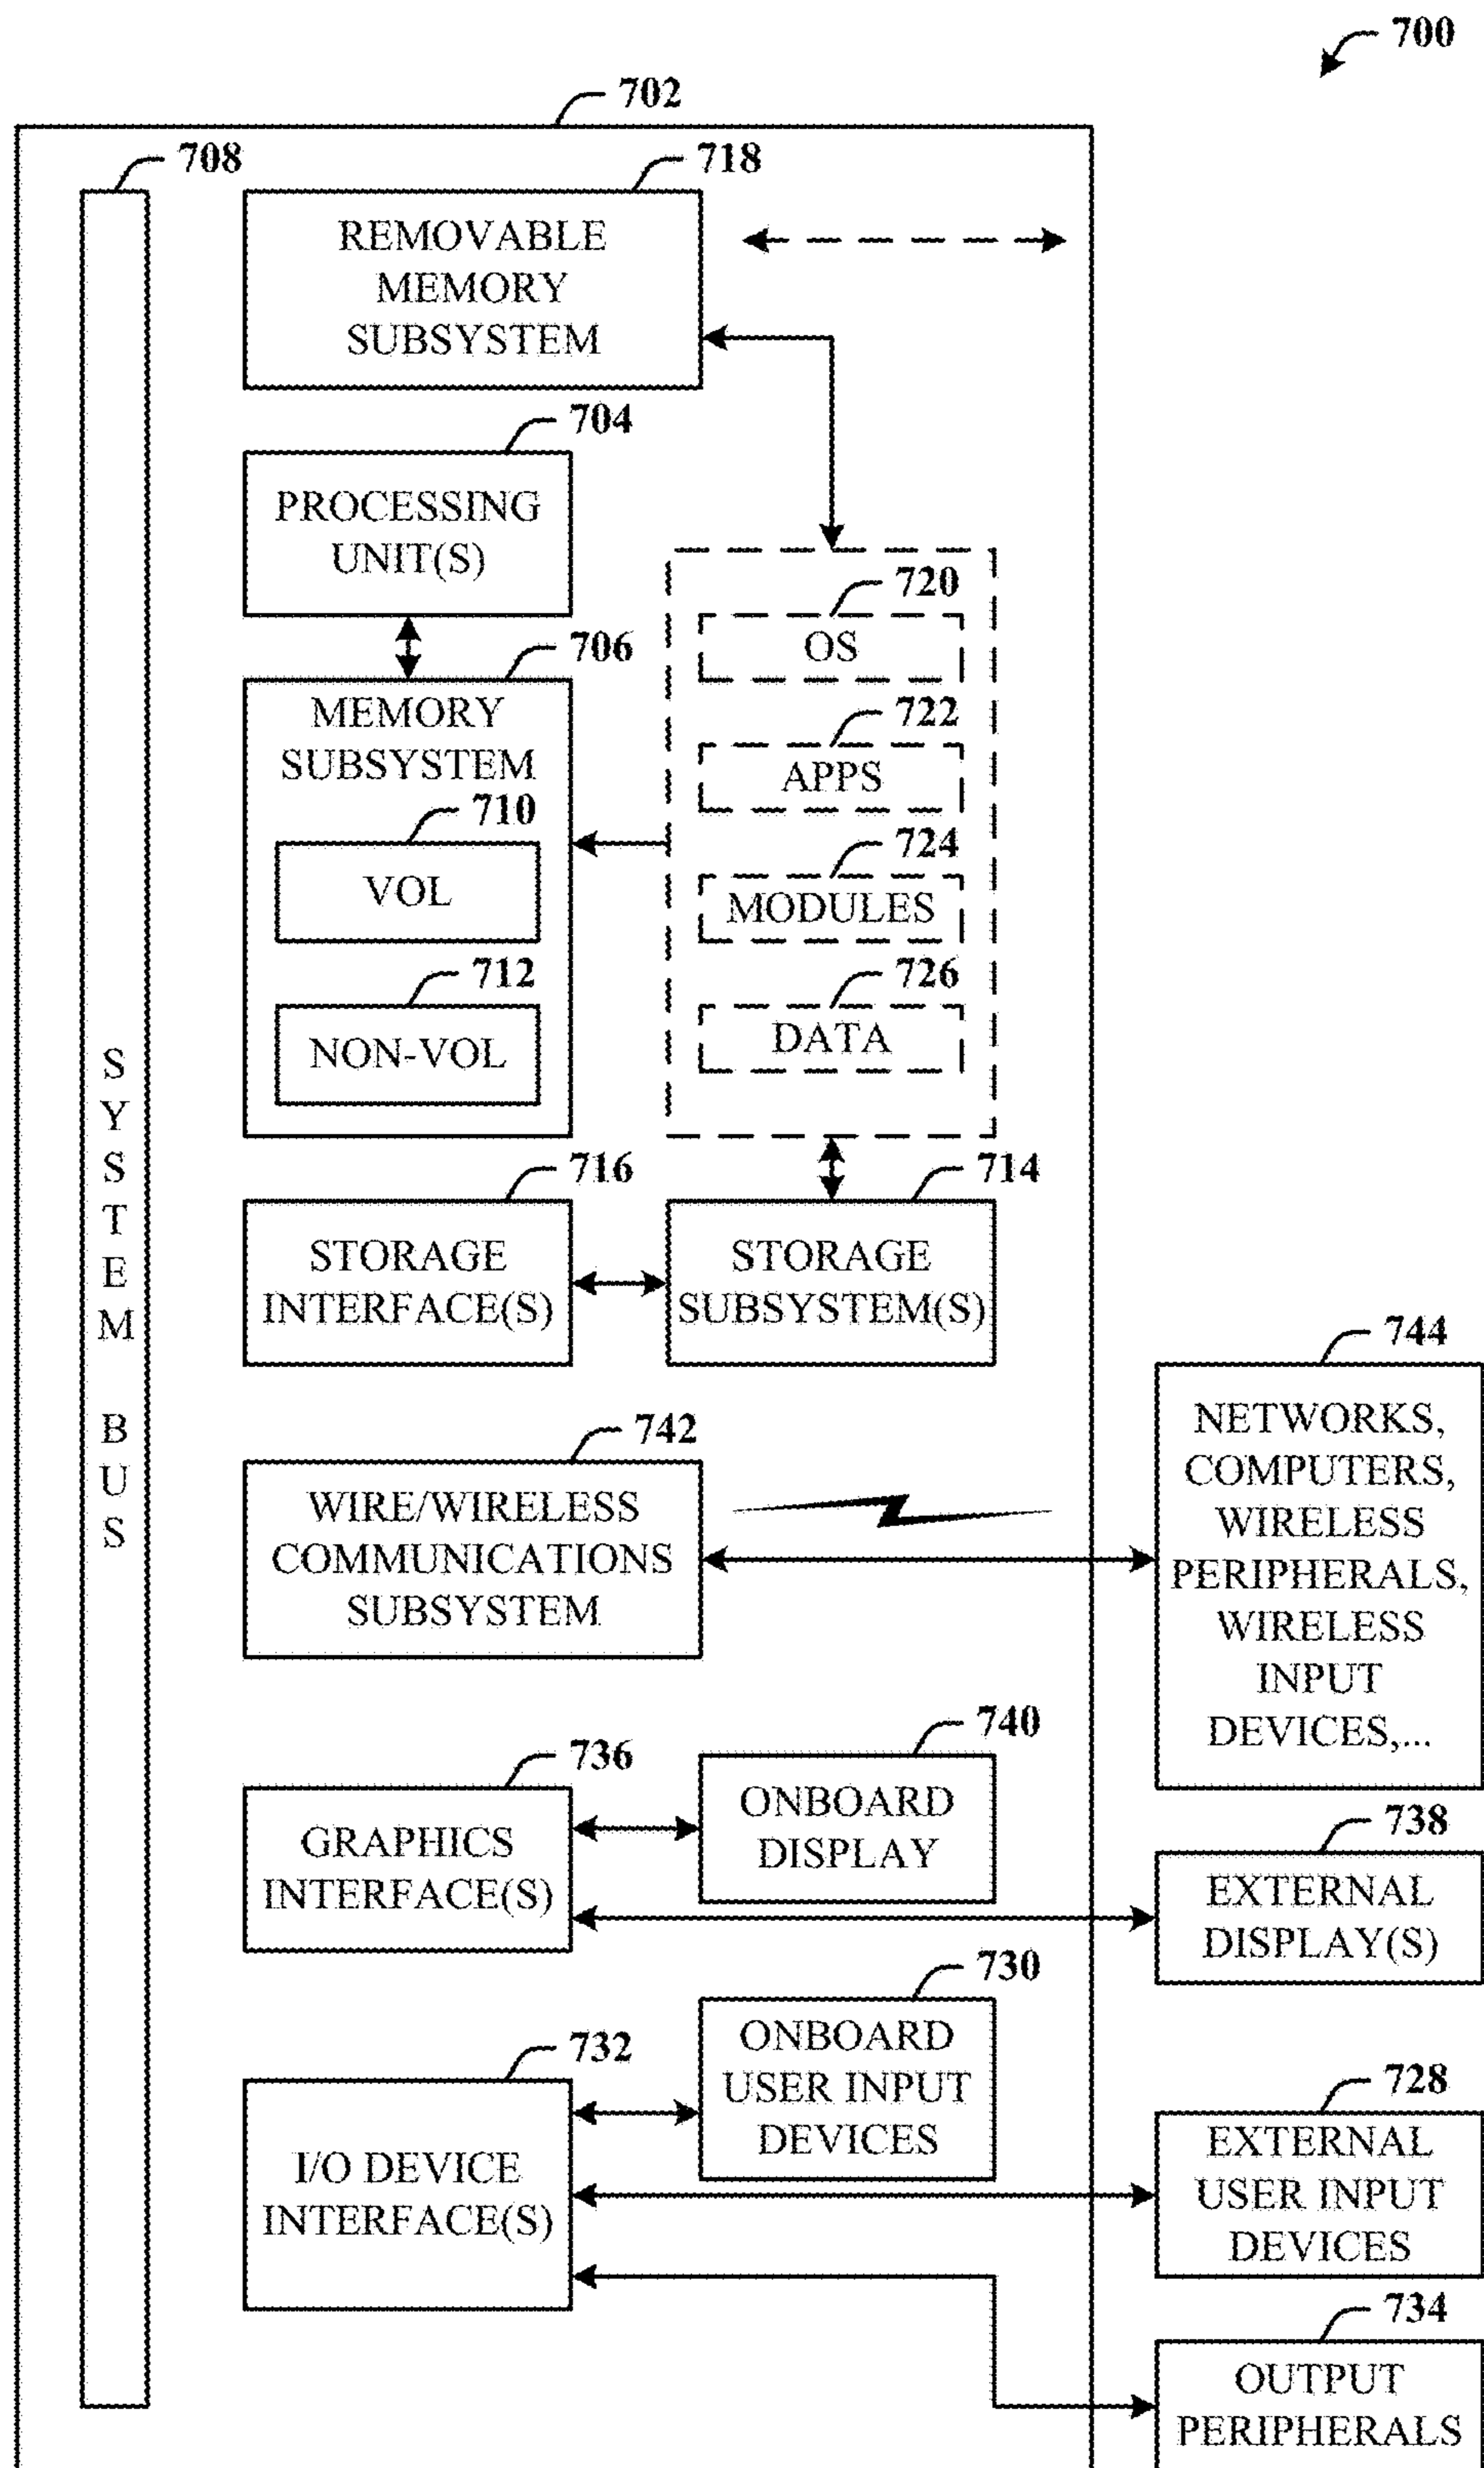 700
702
708
718
REMOVABLE
MEMORY
SUBSYSTEM
704
PROCESSING
UNIT(S)
720
OS
706
MEMORY
SUBSYSTEM
722
APPS
710
VOL
724
MODULES
712
NON-VOL
726
DATA
SYSTEM BUS
716
STORAGE
INTERFACE(S)
714
STORAGE
SUBSYSTEM(S)
744
NETWORKS,
COMPUTERS,
WIRELESS
PERIPHERALS,
WIRELESS
INPUT
DEVICES,...
742
WIRE/WIRELESS
COMMUNICATIONS
SUBSYSTEM
740
ONBOARD
DISPLAY
736
GRAPHICS
INTERFACE(S)
738
EXTERNAL
DISPLAY(S)
730
ONBOARD
USER INPUT
DEVICES
732
I/O DEVICE
INTERFACE(S)
728
EXTERNAL
USER INPUT
DEVICES
734
OUTPUT
PERIPHERALS